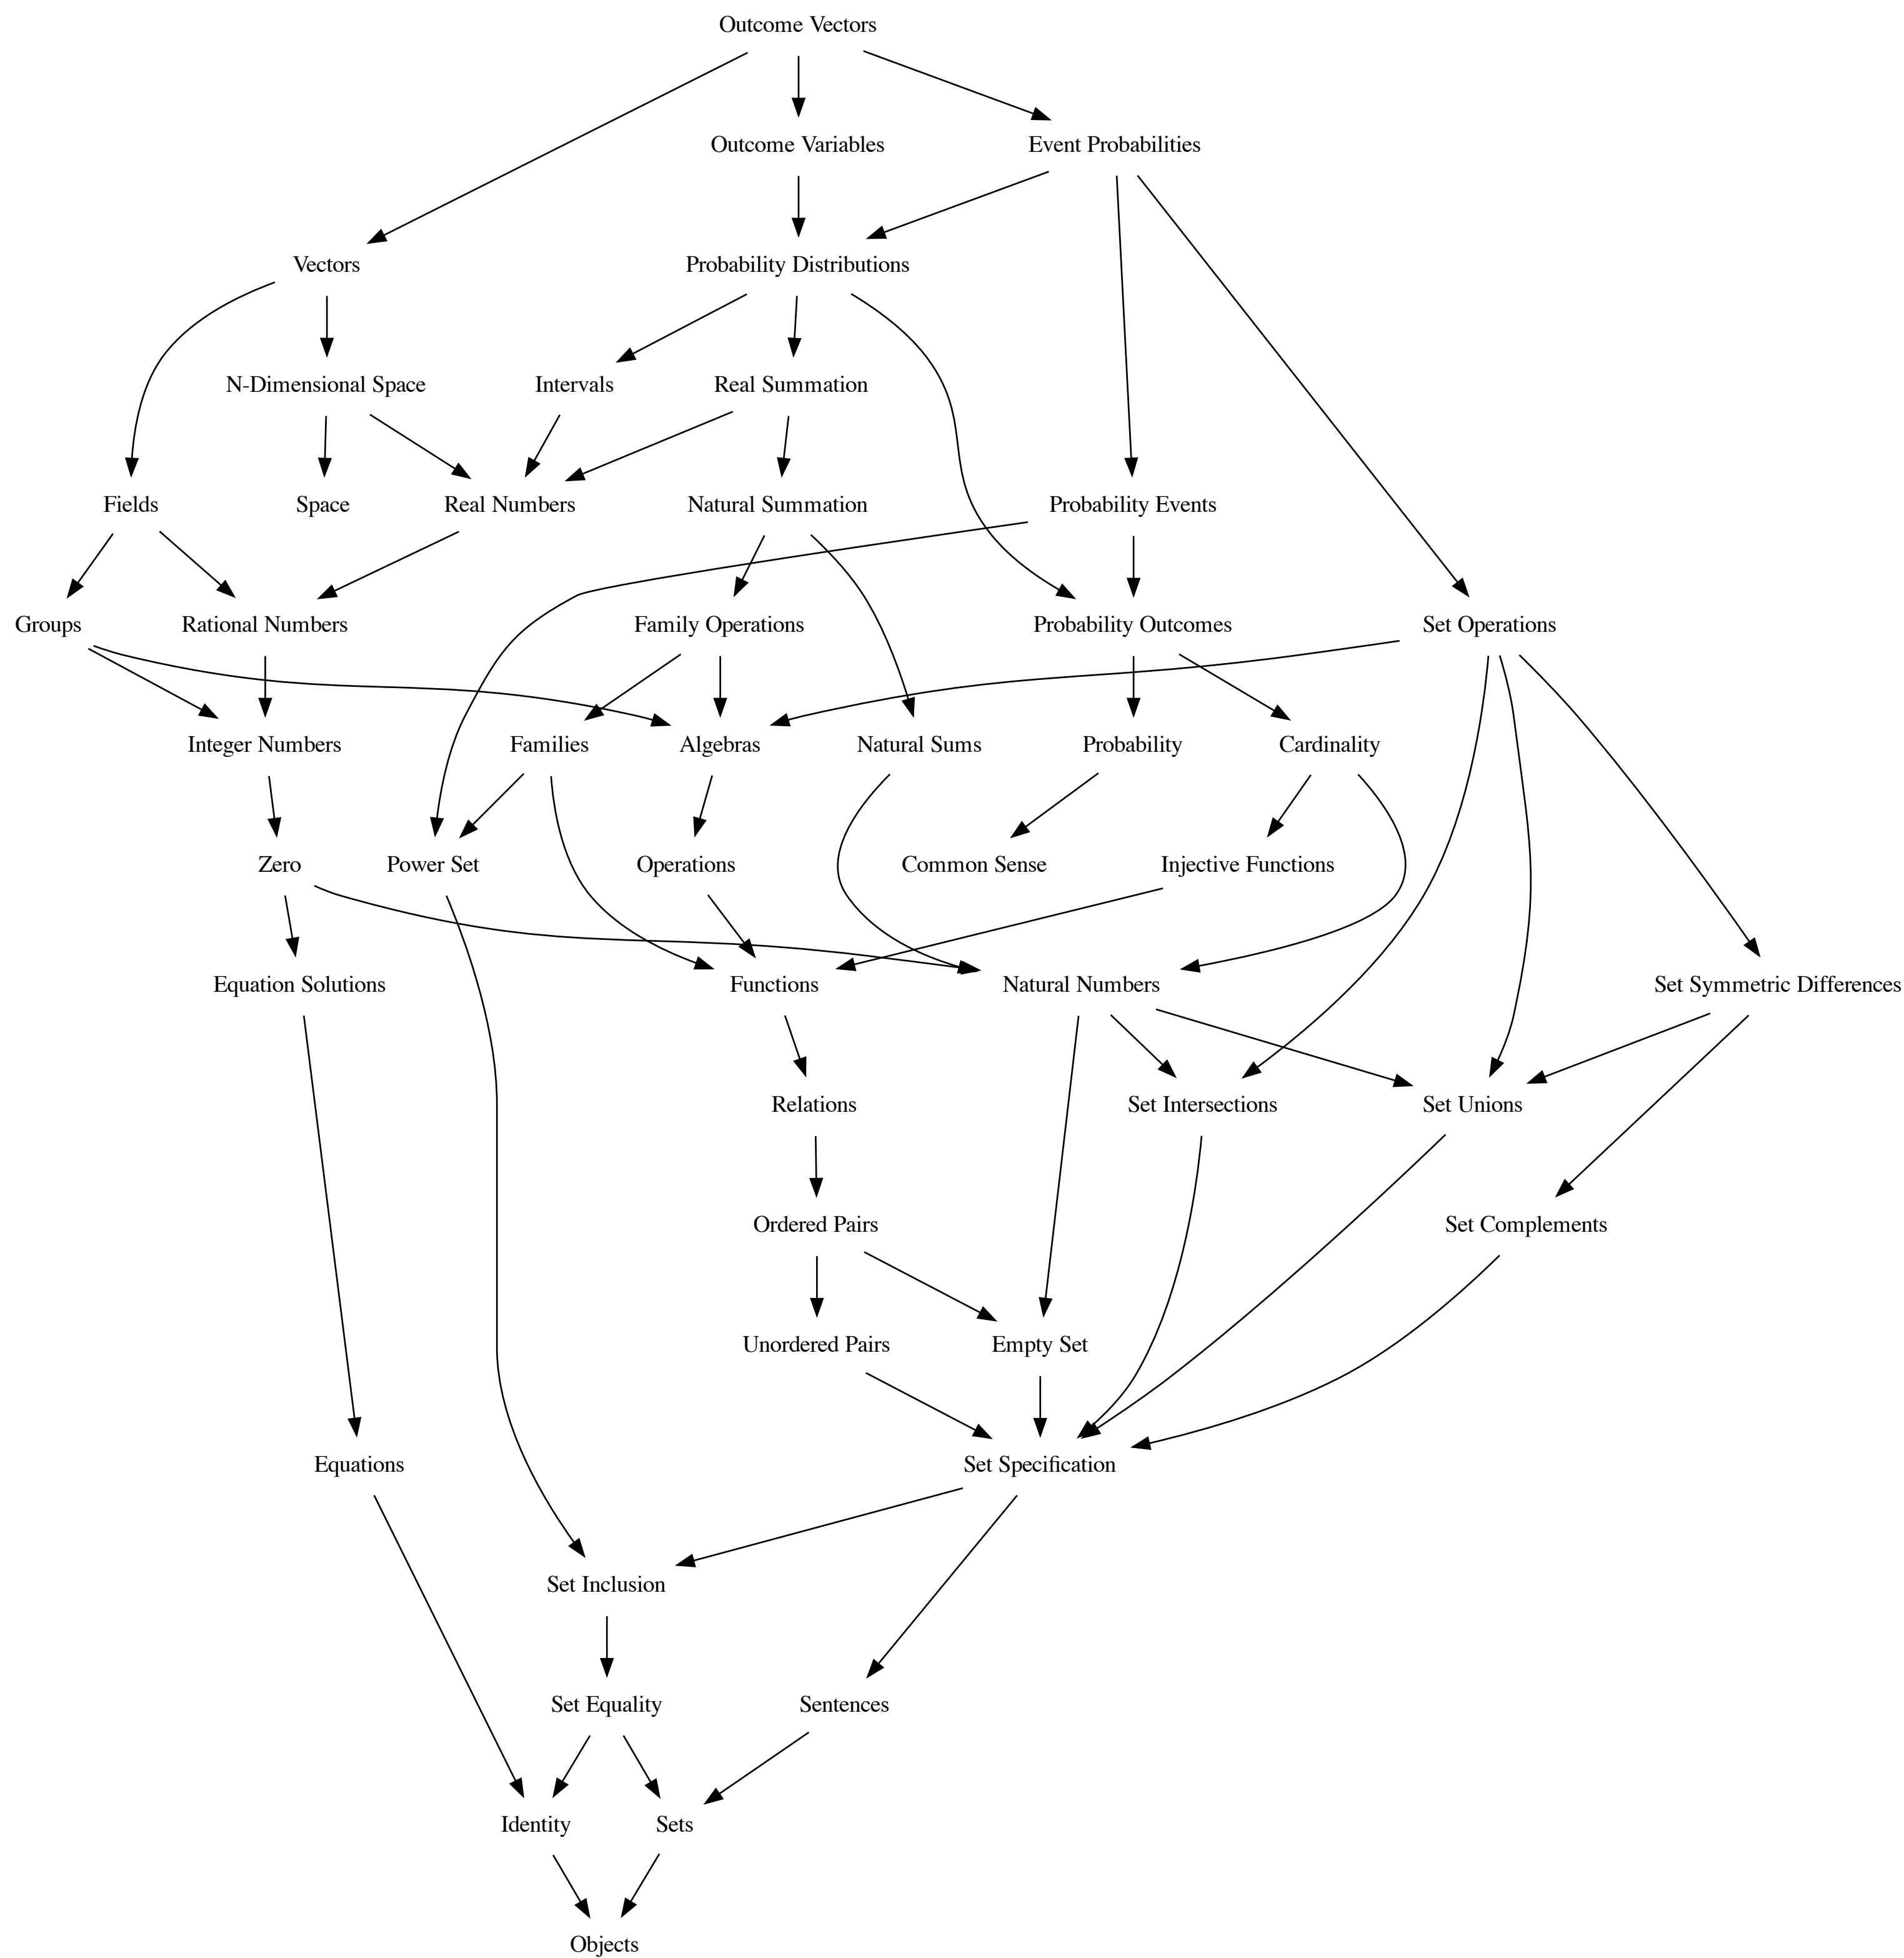 Outcome Vectors
Outcome Variables
Event Probabilities
Vectors
Probability Distributions
N-Dimensional Space
Intervals
Real Summation
Fields
Space
Real Numbers
Natural Summation
Probability Events
Groups
Rational Numbers
Family Operations
Probability Outcomes
Set Operations
Integer Numbers
Families
Algebras
Natural Sums
Probability
Cardinality
Zero
Power Set
Operations
Common Sense
Injective Functions
Equation Solutions
Functions
Natural Numbers
Set Symmetric Differences
Relations
Set Intersections
Set Unions
Ordered Pairs
Set Complements
Unordered Pairs
Empty Set
Equations
Set Specification
Set Inclusion
Set Equality
Sentences
Identity
Sets
Objects